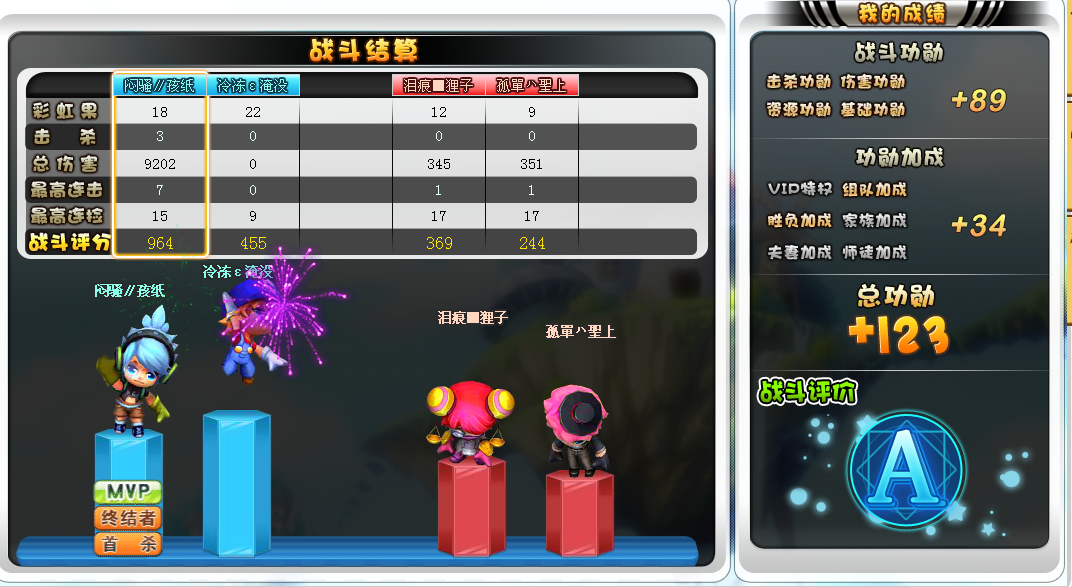 战斗结算
闷骚∥孩纸 冷冻ε淹没 泪痕■狸子 孤單ハ聖上
彩虹果 18 22 12 9
击杀 3 0 0 0
总伤害 9202 0 345 351
最高连击 7 0 1 1
最高连捡 15 9 17 17
战斗评分 964 455 369 244
冷冻ε淹没
闷骚∥孩纸
泪痕■狸子
孤單ハ聖上
MVP
终结者
首杀
我的成绩
战斗功勋
击杀功勋 伤害功勋
资源功勋 基础功勋
+89
功勋加成
VIP特权 组队加成
胜负加成 家族加成
夫妻加成 师徒加成
+34
总功勋
+123
战斗评价
A